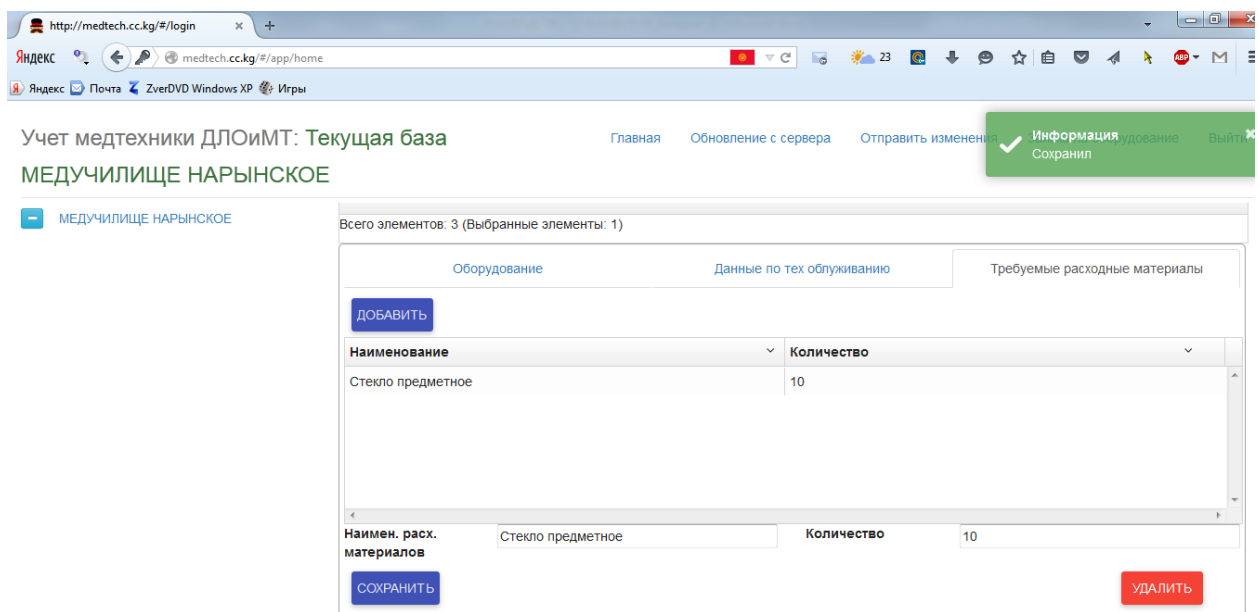 http://medtech.cc.kg/#/login
Яндекс medtech.cc.kg/#/app/home 23 ABP
Яндекс Почта ZverDVD Windows XP Игры
Учет медтехники ДЛОиМТ: Текущая база
МЕДУЧИЛИЩЕ НАРЫНСКОЕ
Главная Обновление с сервера Отправить изменения оборудование Выйти
Информация
Сохранил
МЕДУЧИЛИЩЕ НАРЫНСКОЕ
Всего элементов: 3 (Выбранные элементы: 1)
Оборудование Данные по тех облуживанию Требуемые расходные материалы
ДОБАВИТЬ
Наименование Количество
Стекло предметное 10
Наимен. расх. материалов Стекло предметное Количество 10
СОХРАНИТЬ УДАЛИТЬ